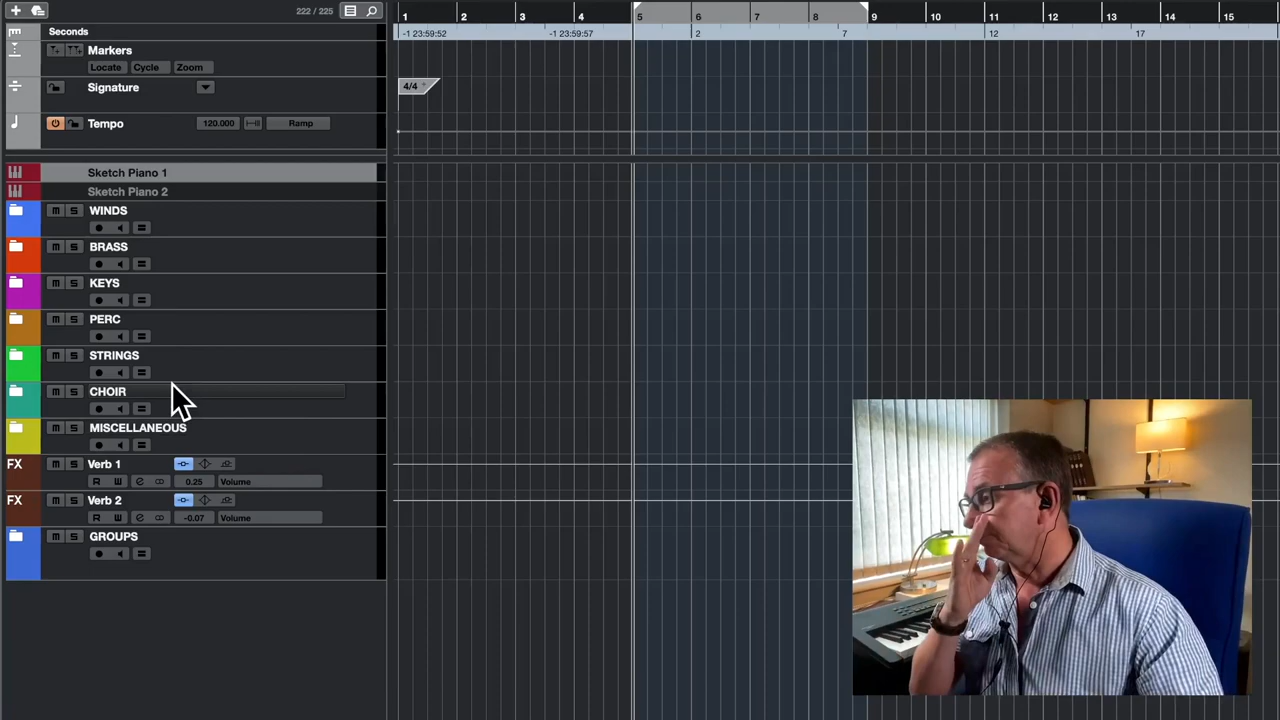 222 / 225
1 2 3 4 5 6 7 8 9 10 11 12 13 14 15
Seconds
-1 23:59:52 -1 23:59:57 2 7 12 17
Markers
Locate Cycle Zoom
Signature
4/4
Tempo 120.000 Ramp
Sketch Piano 1
Sketch Piano 2
WINDS
m S
BRASS
m S
KEYS
m S
PERC
m S
STRINGS
m S
CHOIR
m S
MISCELLANEOUS
m S
FX m S Verb 1
R W e 0.25 Volume
FX m S Verb 2
R W e -0.07 Volume
m S GROUPS